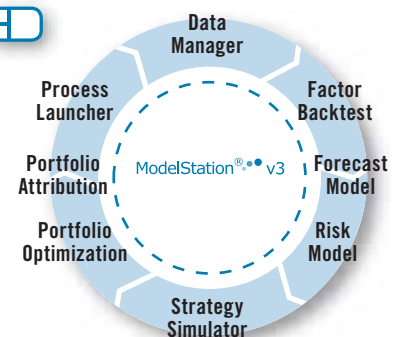 Data
Manager
Factor
Backtest
Forecast
Model
Risk
Model
Strategy
Simulator
Portfolio
Optimization
Portfolio
Attribution
Process
Launcher
ModelStation® v3